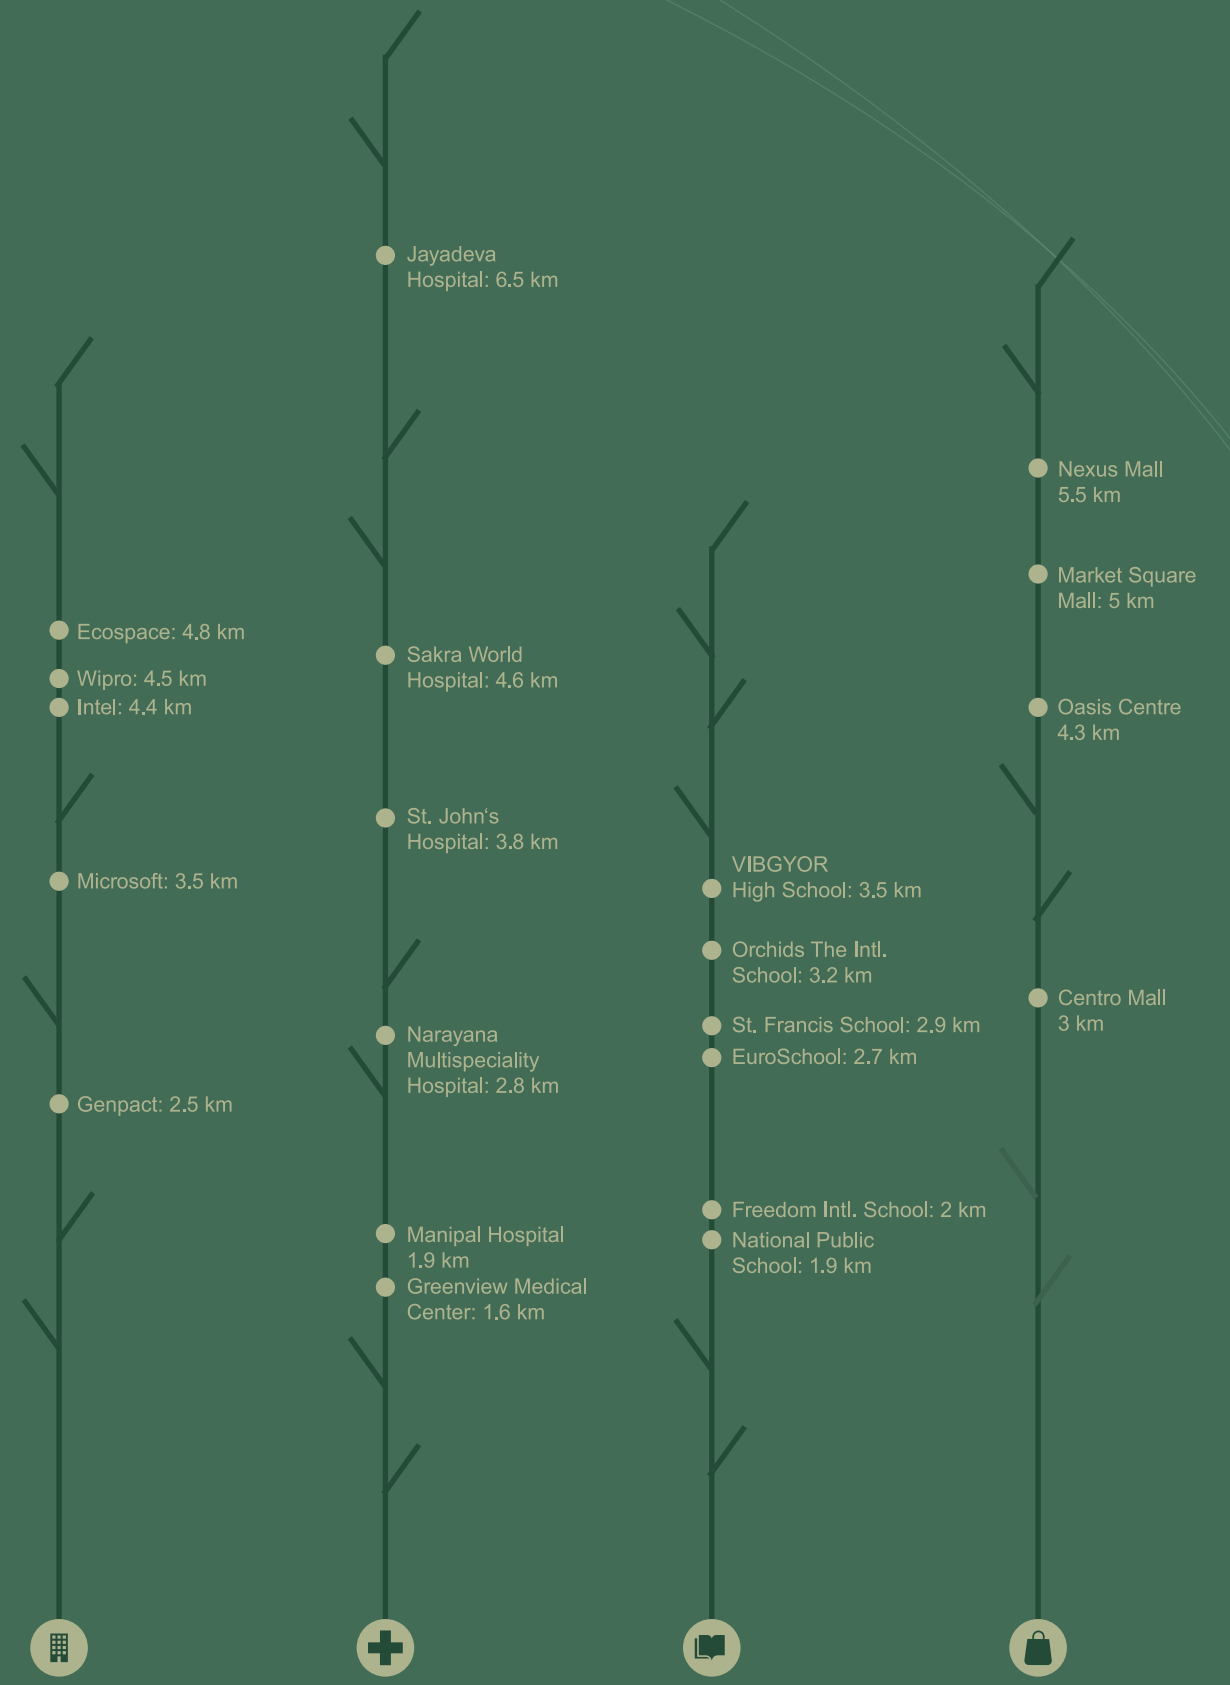 Ecospace: 4.8 km
Wipro: 4.5 km
Intel: 4.4 km
Microsoft: 3.5 km
Genpact: 2.5 km
Jayadeva
Hospital: 6.5 km
Sakra World
Hospital: 4.6 km
St. John‘s
Hospital: 3.8 km
Narayana
Multispeciality
Hospital: 2.8 km
Manipal Hospital
1.9 km
Greenview Medical
Center: 1.6 km
VIBGYOR
High School: 3.5 km
Orchids The Intl.
School: 3.2 km
St. Francis School: 2.9 km
EuroSchool: 2.7 km
Freedom Intl. School: 2 km
National Public
School: 1.9 km
Nexus Mall
5.5 km
Market Square
Mall: 5 km
Oasis Centre
4.3 km
Centro Mall
3 km